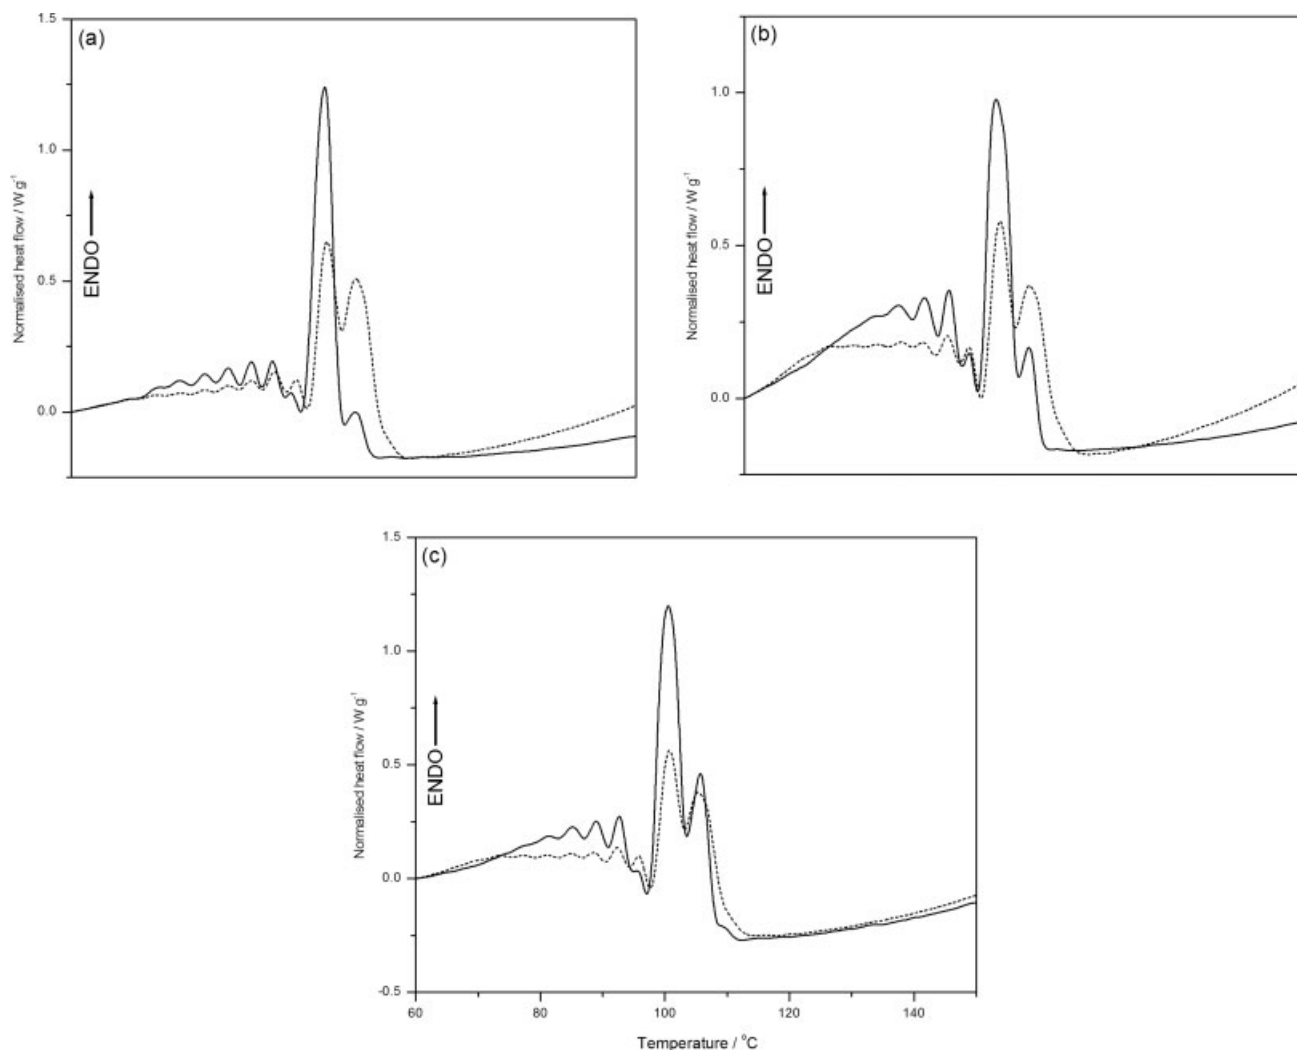 (a)
1.5
1.0
0.5
0.0
Normalised heat flow / W g⁻¹
ENDO
(b)
1.0
0.5
0.0
Normalised heat flow / W g⁻¹
ENDO
(c)
1.5
1.0
0.5
0.0
-0.5
Normalised heat flow / W g⁻¹
ENDO
60 80 100 120 140
Temperature / °C